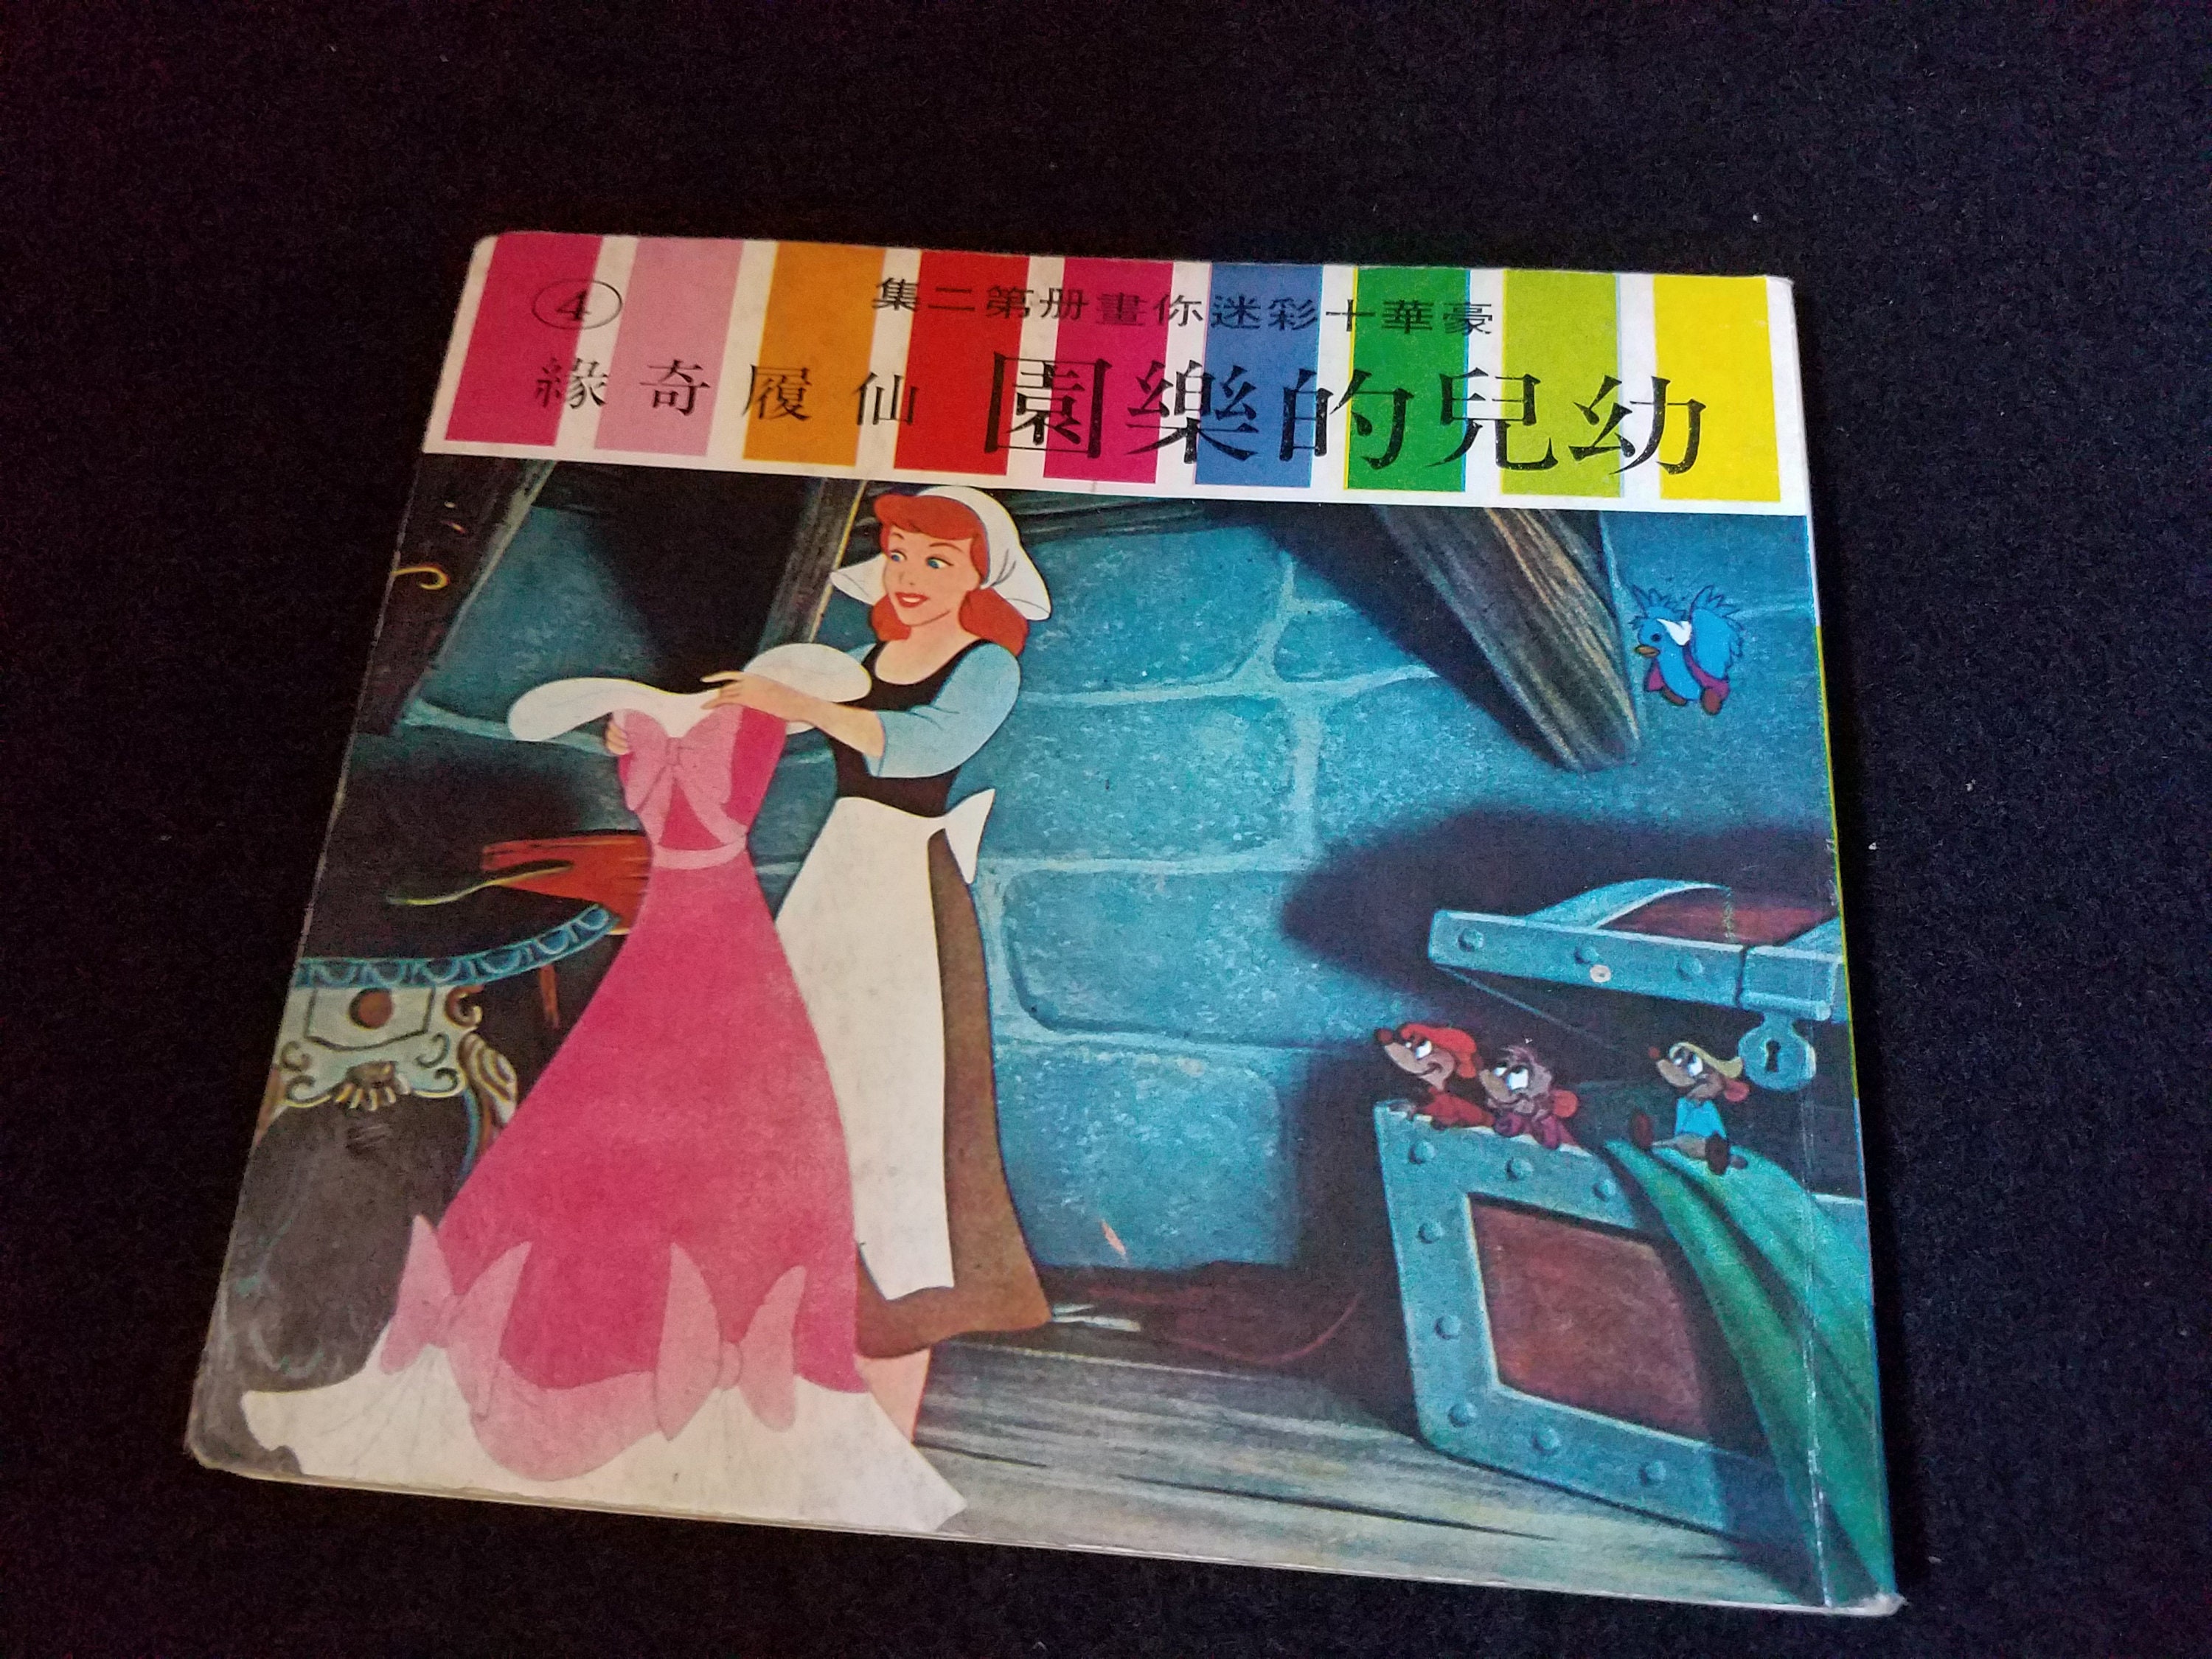 豪華十彩迷你畫册第二集 ④
幼兒的樂園 仙履奇緣